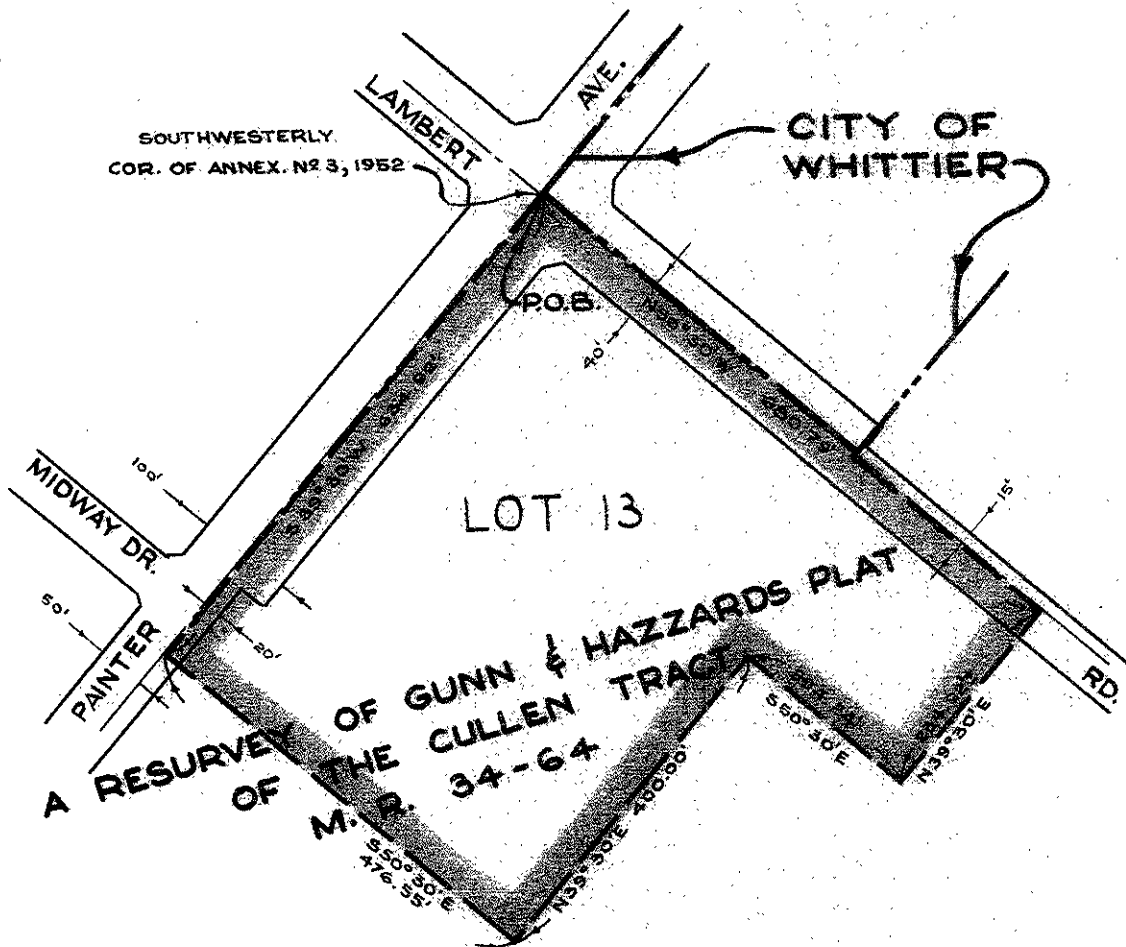 LAMBERT
AVE.
SOUTHWESTERLY
COR. OF ANNEX. Nº 3, 1952
CITY OF
WHITTIER
P.O.B.
40'
100'
MIDWAY DR.
50'
PAINTER
20'
15'
LOT 13
RD.
A RESURVEY OF GUNN & HAZZARDS PLAT
OF THE CULLEN TRACT
M. R. 34-64
S 39°30' W
S50°30'E
N39°30'E
S50°30'E
476.55'
N39°30'E 400.00'